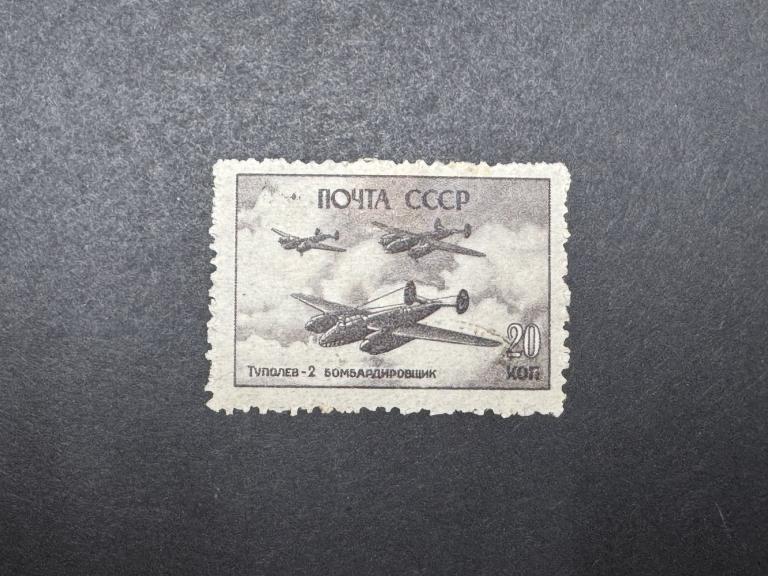 ПОЧТА СССР
20
КОП
Туполев-2 бомбардировщик